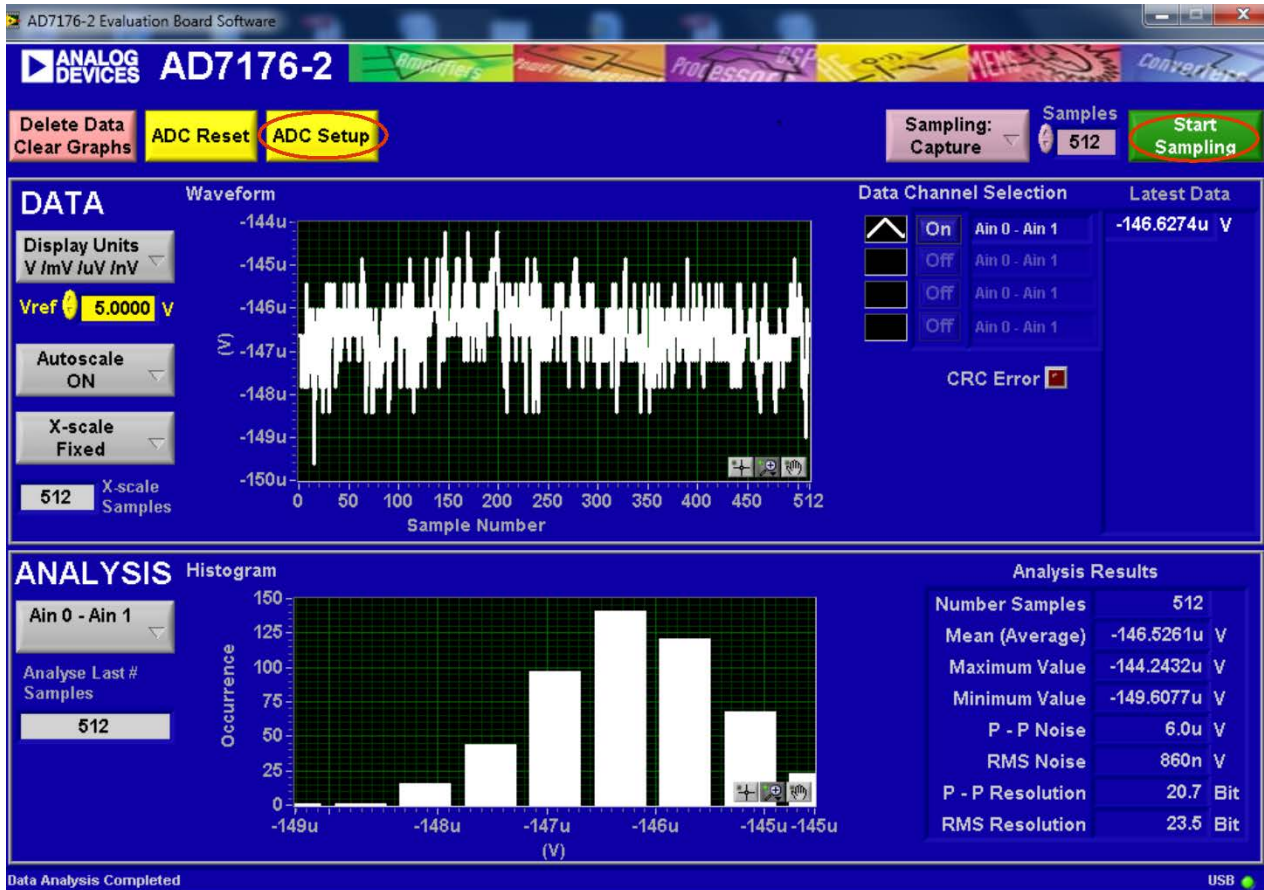 AD7176-2 Evaluation Board Software
ANALOG
DEVICES
AD7176-2
Amplifiers
Power Management
Processors
DSP
MEMS
Converters
Delete Data
Clear Graphs
ADC Reset
ADC Setup
Sampling:
Capture
Samples
512
Start
Sampling
DATA
Display Units
V /mV /uV /nV
Vref 5.0000 V
Autoscale
ON
X-scale
Fixed
512 X-scale
Samples
Waveform
-144u
-145u
-146u
-147u
-148u
-149u
-150u
(V)
0 50 100 150 200 250 300 350 400 450 512
Sample Number
Data Channel Selection
On Ain 0 - Ain 1
Off Ain 0 - Ain 1
Off Ain 0 - Ain 1
Off Ain 0 - Ain 1
CRC Error
Latest Data
-146.6274u V
ANALYSIS
Ain 0 - Ain 1
Analyse Last #
Samples
512
Histogram
150
125
100
75
50
25
0
Occurrence
-149u -148u -147u -146u -145u -145u
(V)
Analysis Results
Number Samples 512
Mean (Average) -146.5261u V
Maximum Value -144.2432u V
Minimum Value -149.6077u V
P - P Noise 6.0u V
RMS Noise 860n V
P - P Resolution 20.7 Bit
RMS Resolution 23.5 Bit
Data Analysis Completed
USB